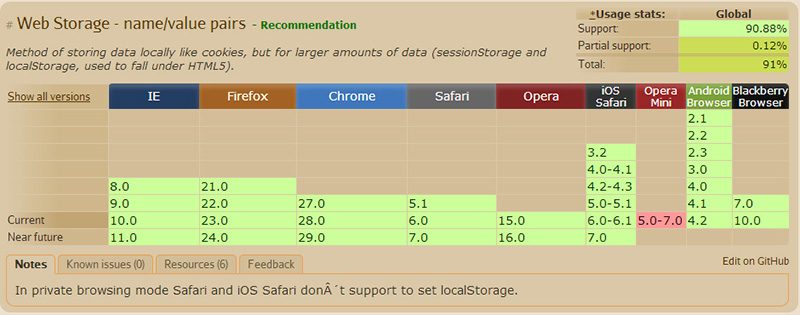 # Web Storage - name/value pairs - Recommendation
*Usage stats: Global
Support: 90.88%
Partial support: 0.12%
Total: 91%
Method of storing data locally like cookies, but for larger amounts of data (sessionStorage and
localStorage, used to fall under HTML5).
Show all versions IE Firefox Chrome Safari Opera iOS Safari Opera Mini Android Browser Blackberry Browser
2.1
2.2
3.2 2.3
4.0-4.1 3.0
8.0 21.0 4.2-4.3 4.0
9.0 22.0 27.0 5.1 5.0-5.1 4.1 7.0
Current 10.0 23.0 28.0 6.0 15.0 6.0-6.1 5.0-7.0 4.2 10.0
Near future 11.0 24.0 29.0 7.0 16.0 7.0
Notes Known issues (0) Resources (6) Feedback Edit on GitHub
In private browsing mode Safari and iOS Safari donÂ´t support to set localStorage.